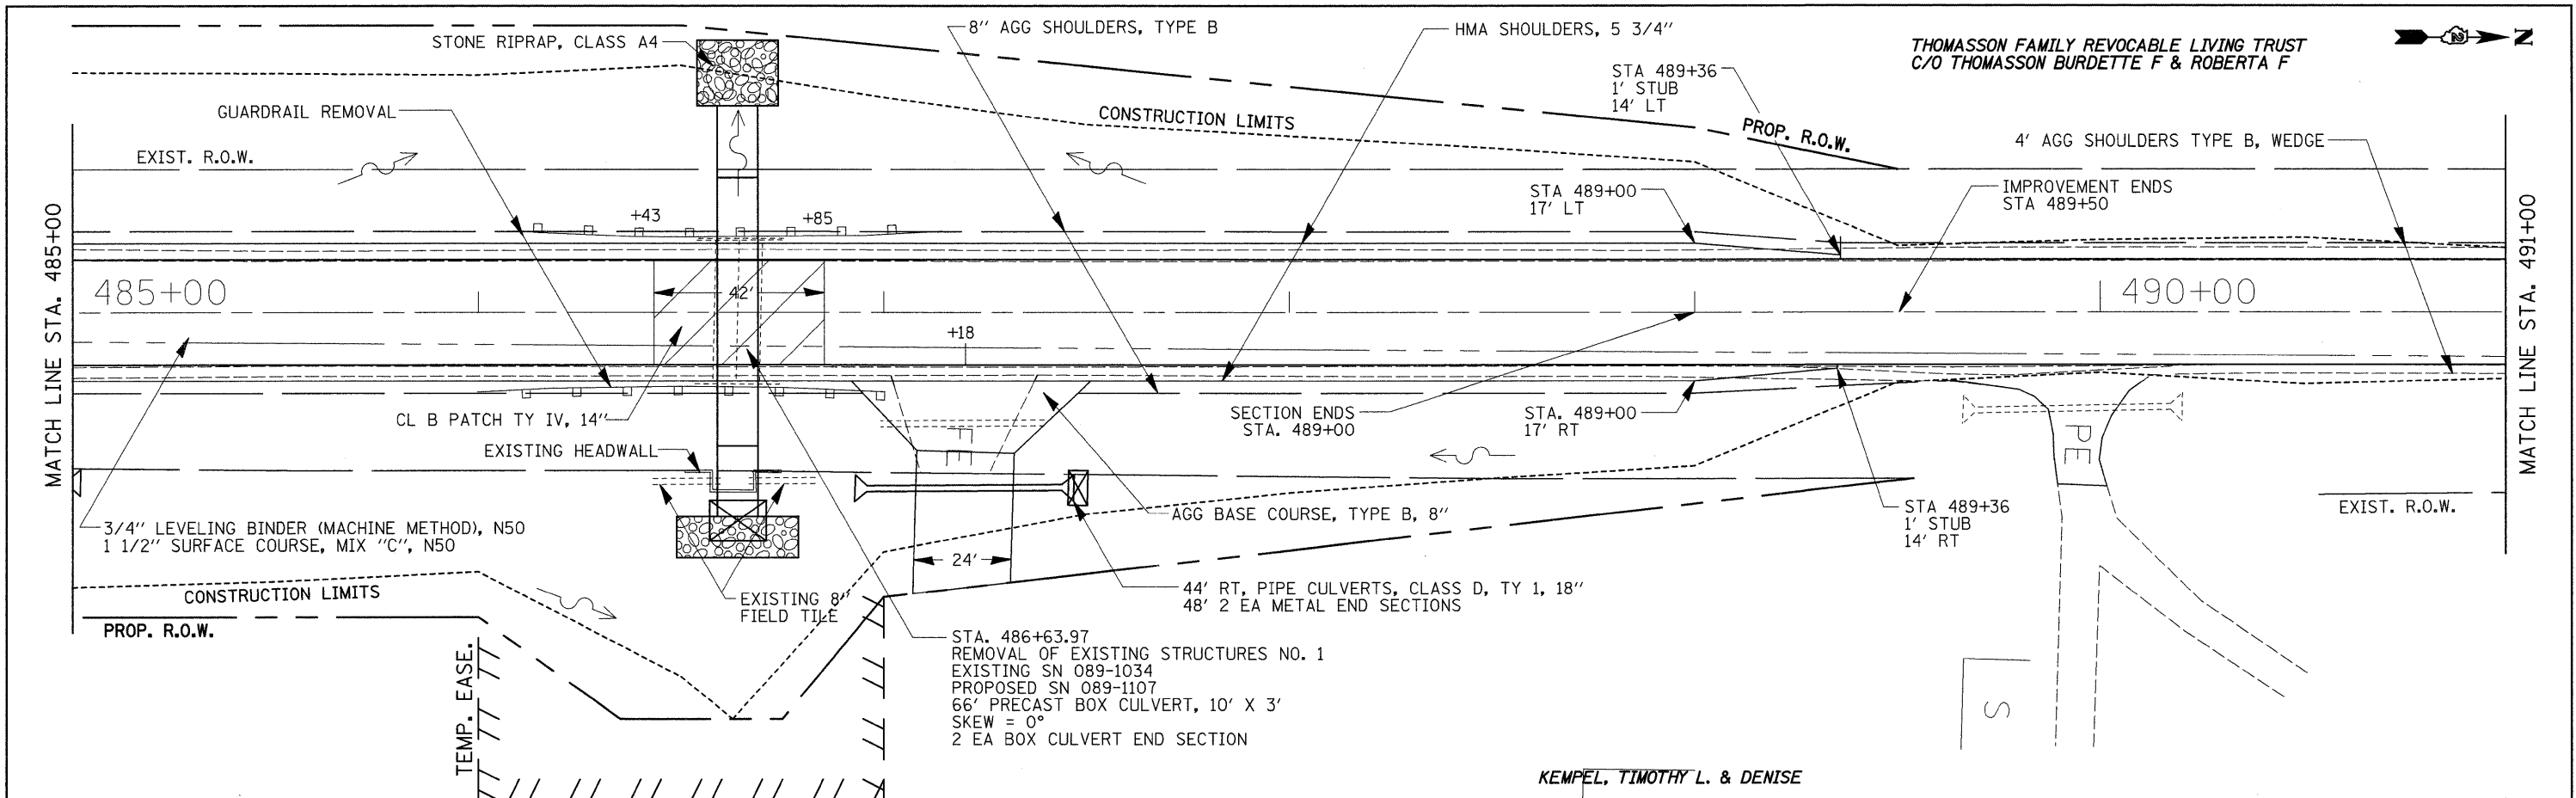 STONE RIPRAP, CLASS A4
8" AGG SHOULDERS, TYPE B
HMA SHOULDERS, 5 3/4"
THOMASSON FAMILY REVOCABLE LIVING TRUST
C/O THOMASSON BURDETTE F & ROBERTA F
N
STA 489+36
1' STUB
14' LT
GUARDRAIL REMOVAL
CONSTRUCTION LIMITS
PROP. R.O.W.
4' AGG SHOULDERS TYPE B, WEDGE
EXIST. R.O.W.
STA 489+00
17' LT
IMPROVEMENT ENDS
STA 489+50
+43
+85
MATCH LINE STA. 485+00
MATCH LINE STA. 491+00
485+00
42'
490+00
+18
CL B PATCH TY IV, 14"
SECTION ENDS
STA. 489+00
STA. 489+00
17' RT
EXISTING HEADWALL
FE
PE
3/4" LEVELING BINDER (MACHINE METHOD), N50
1 1/2" SURFACE COURSE, MIX "C", N50
AGG BASE COURSE, TYPE B, 8"
STA 489+36
1' STUB
14' RT
EXIST. R.O.W.
24'
CONSTRUCTION LIMITS
PROP. R.O.W.
EXISTING 8"
FIELD TILE
44' RT, PIPE CULVERTS, CLASS D, TY 1, 18"
48' 2 EA METAL END SECTIONS
TEMP. EASE.
STA. 486+63.97
REMOVAL OF EXISTING STRUCTURES NO. 1
EXISTING SN 089-1034
PROPOSED SN 089-1107
66' PRECAST BOX CULVERT, 10' X 3'
SKEW = 0°
2 EA BOX CULVERT END SECTION
S
KEMPEL, TIMOTHY L. & DENISE